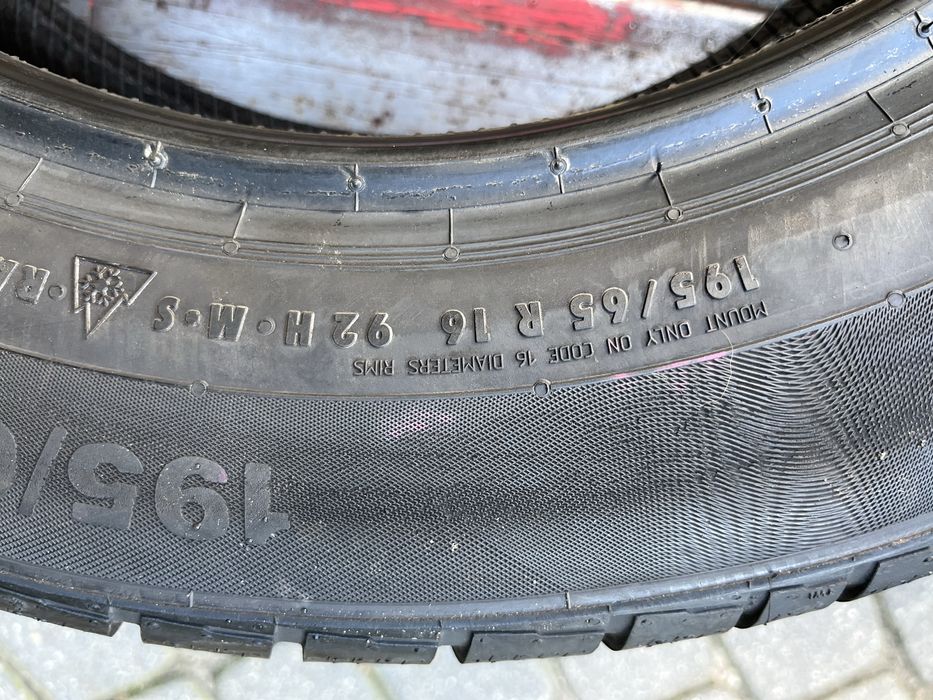 195/65 R 16 92 H • M•S
MOUNT ONLY ON CODE 16 DIAMETERS RIMS
195/